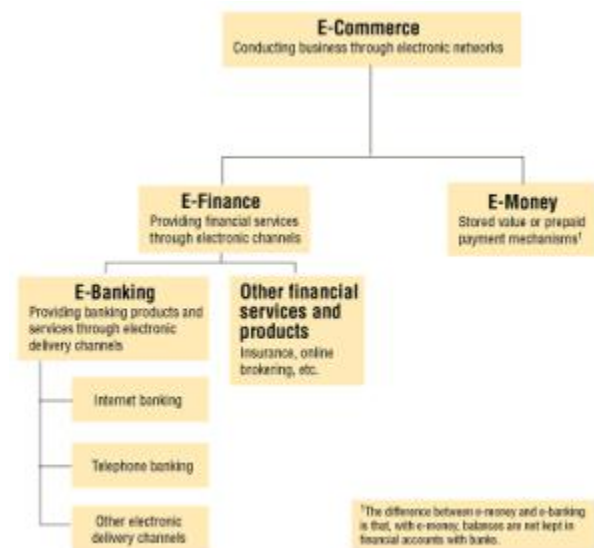 E-Commerce
Conducting business through electronic networks
E-Finance
Providing financial services
through electronic channels
E-Money
Stored value or prepaid
payment mechanisms¹
E-Banking
Providing banking products and
services through electronic
delivery channels
Other financial
services and
products
Insurance, online
brokering, etc.
Internet banking
Telephone banking
Other electronic
delivery channels
¹The difference between e-money and e-banking
is that, with e-money, balances are not kept in
financial accounts with banks.